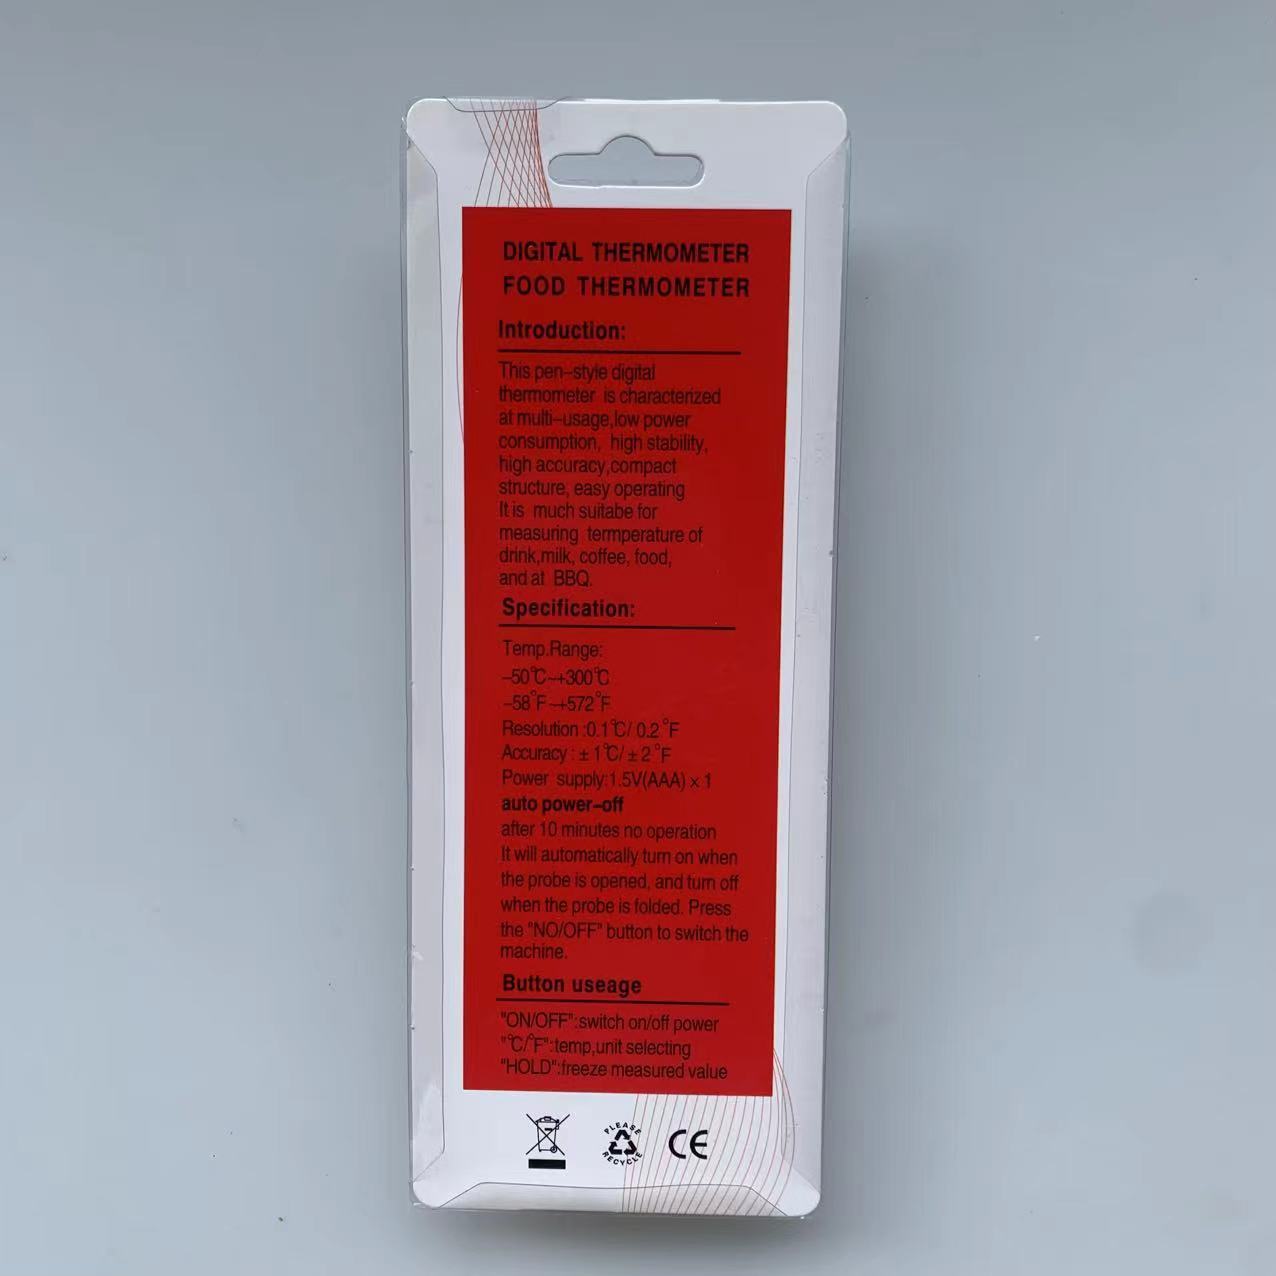 DIGITAL THERMOMETER
FOOD THERMOMETER
Introduction:
This pen-style digital
thermometer is characterized
at multi-usage,low power
consumption, high stability,
high accuracy,compact
structure, easy operating
It is much suitabe for
measuring termperature of
drink,milk, coffee, food,
and at BBQ.
Specification:
Temp.Range:
-50℃~+300℃
-58°F~+572°F
Resolution :0.1℃/ 0.2°F
Accuracy : ±1℃/ ±2°F
Power supply:1.5V(AAA)×1
auto power-off
after 10 minutes no operation
It will automatically turn on when
the probe is opened, and turn off
when the probe is folded. Press
the "NO/OFF" button to switch the
machine.
Button useage
"ON/OFF":switch on/off power
"℃/°F":temp,unit selecting
"HOLD":freeze measured value
PLEASE
RECYCLE
CE